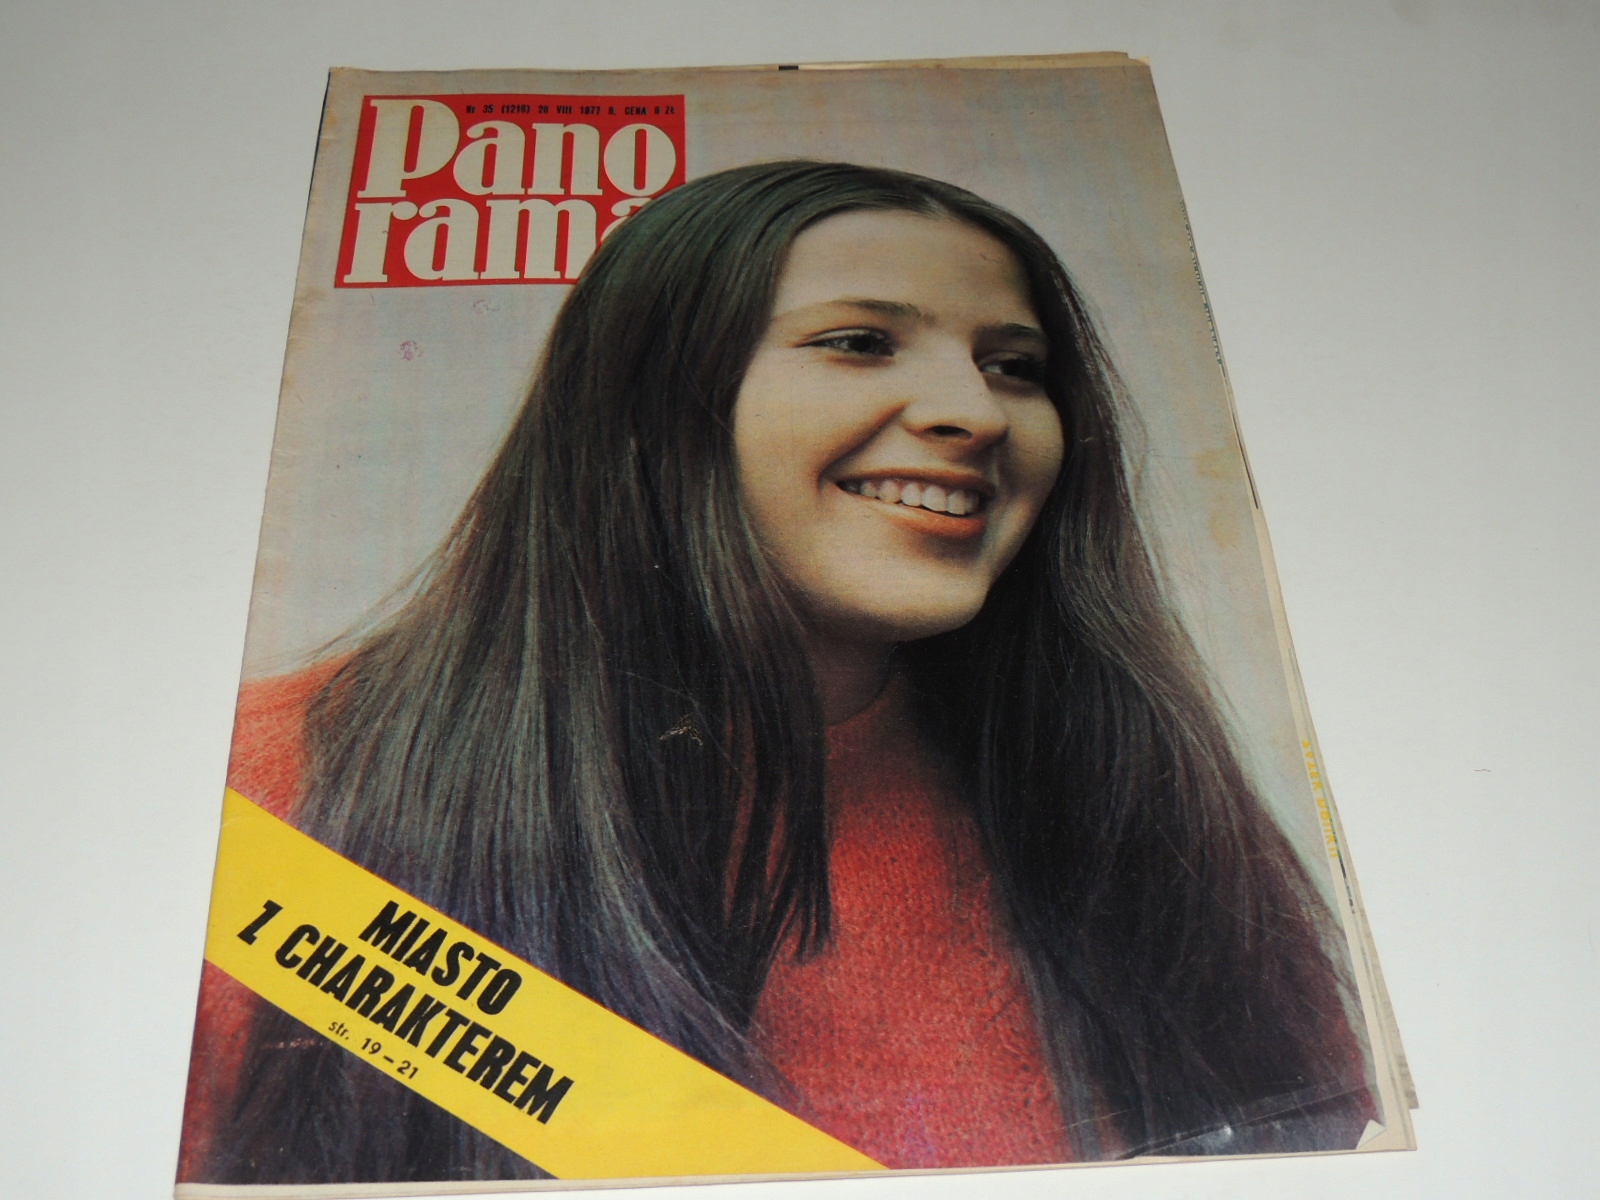 Nr 35 (1216) 28 VIII 1977 R. CENA 6 ZŁ
Pano
rama
MIASTO
Z CHARAKTEREM
str. 19–21